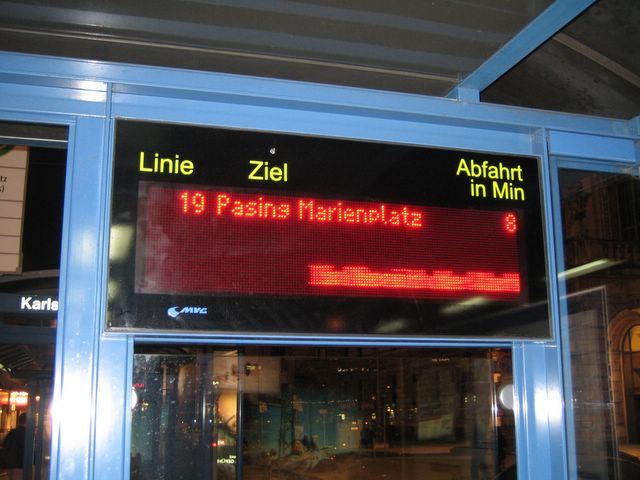 Linie Ziel Abfahrt
in Min
19 Pasing Marienplatz 8
MVG
Karls